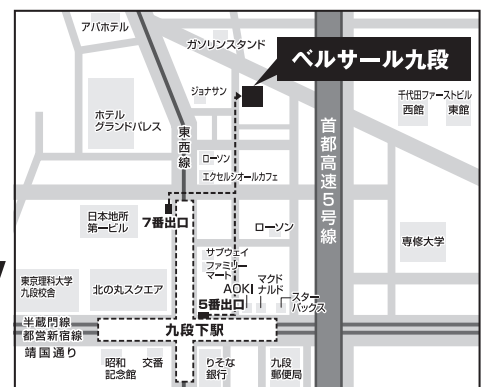 アパホテル
ガソリンスタンド
ベルサール九段
ジョナサン
千代田ファーストビル
西館
東館
ホテル
グランドパレス
東西線
首都高速5号線
ローソン
エクセルシオールカフェ
7番出口
日本地所
第一ビル
ローソン
専修大学
サブウェイ
ファミリー
マート
東京理科大学
九段校舎
北の丸スクエア
AOKI
マクド
ナルド
スター
バックス
5番出口
半蔵門線
都営新宿線
九段下駅
靖国通り
昭和
記念館
交番
りそな
銀行
九段
郵便局